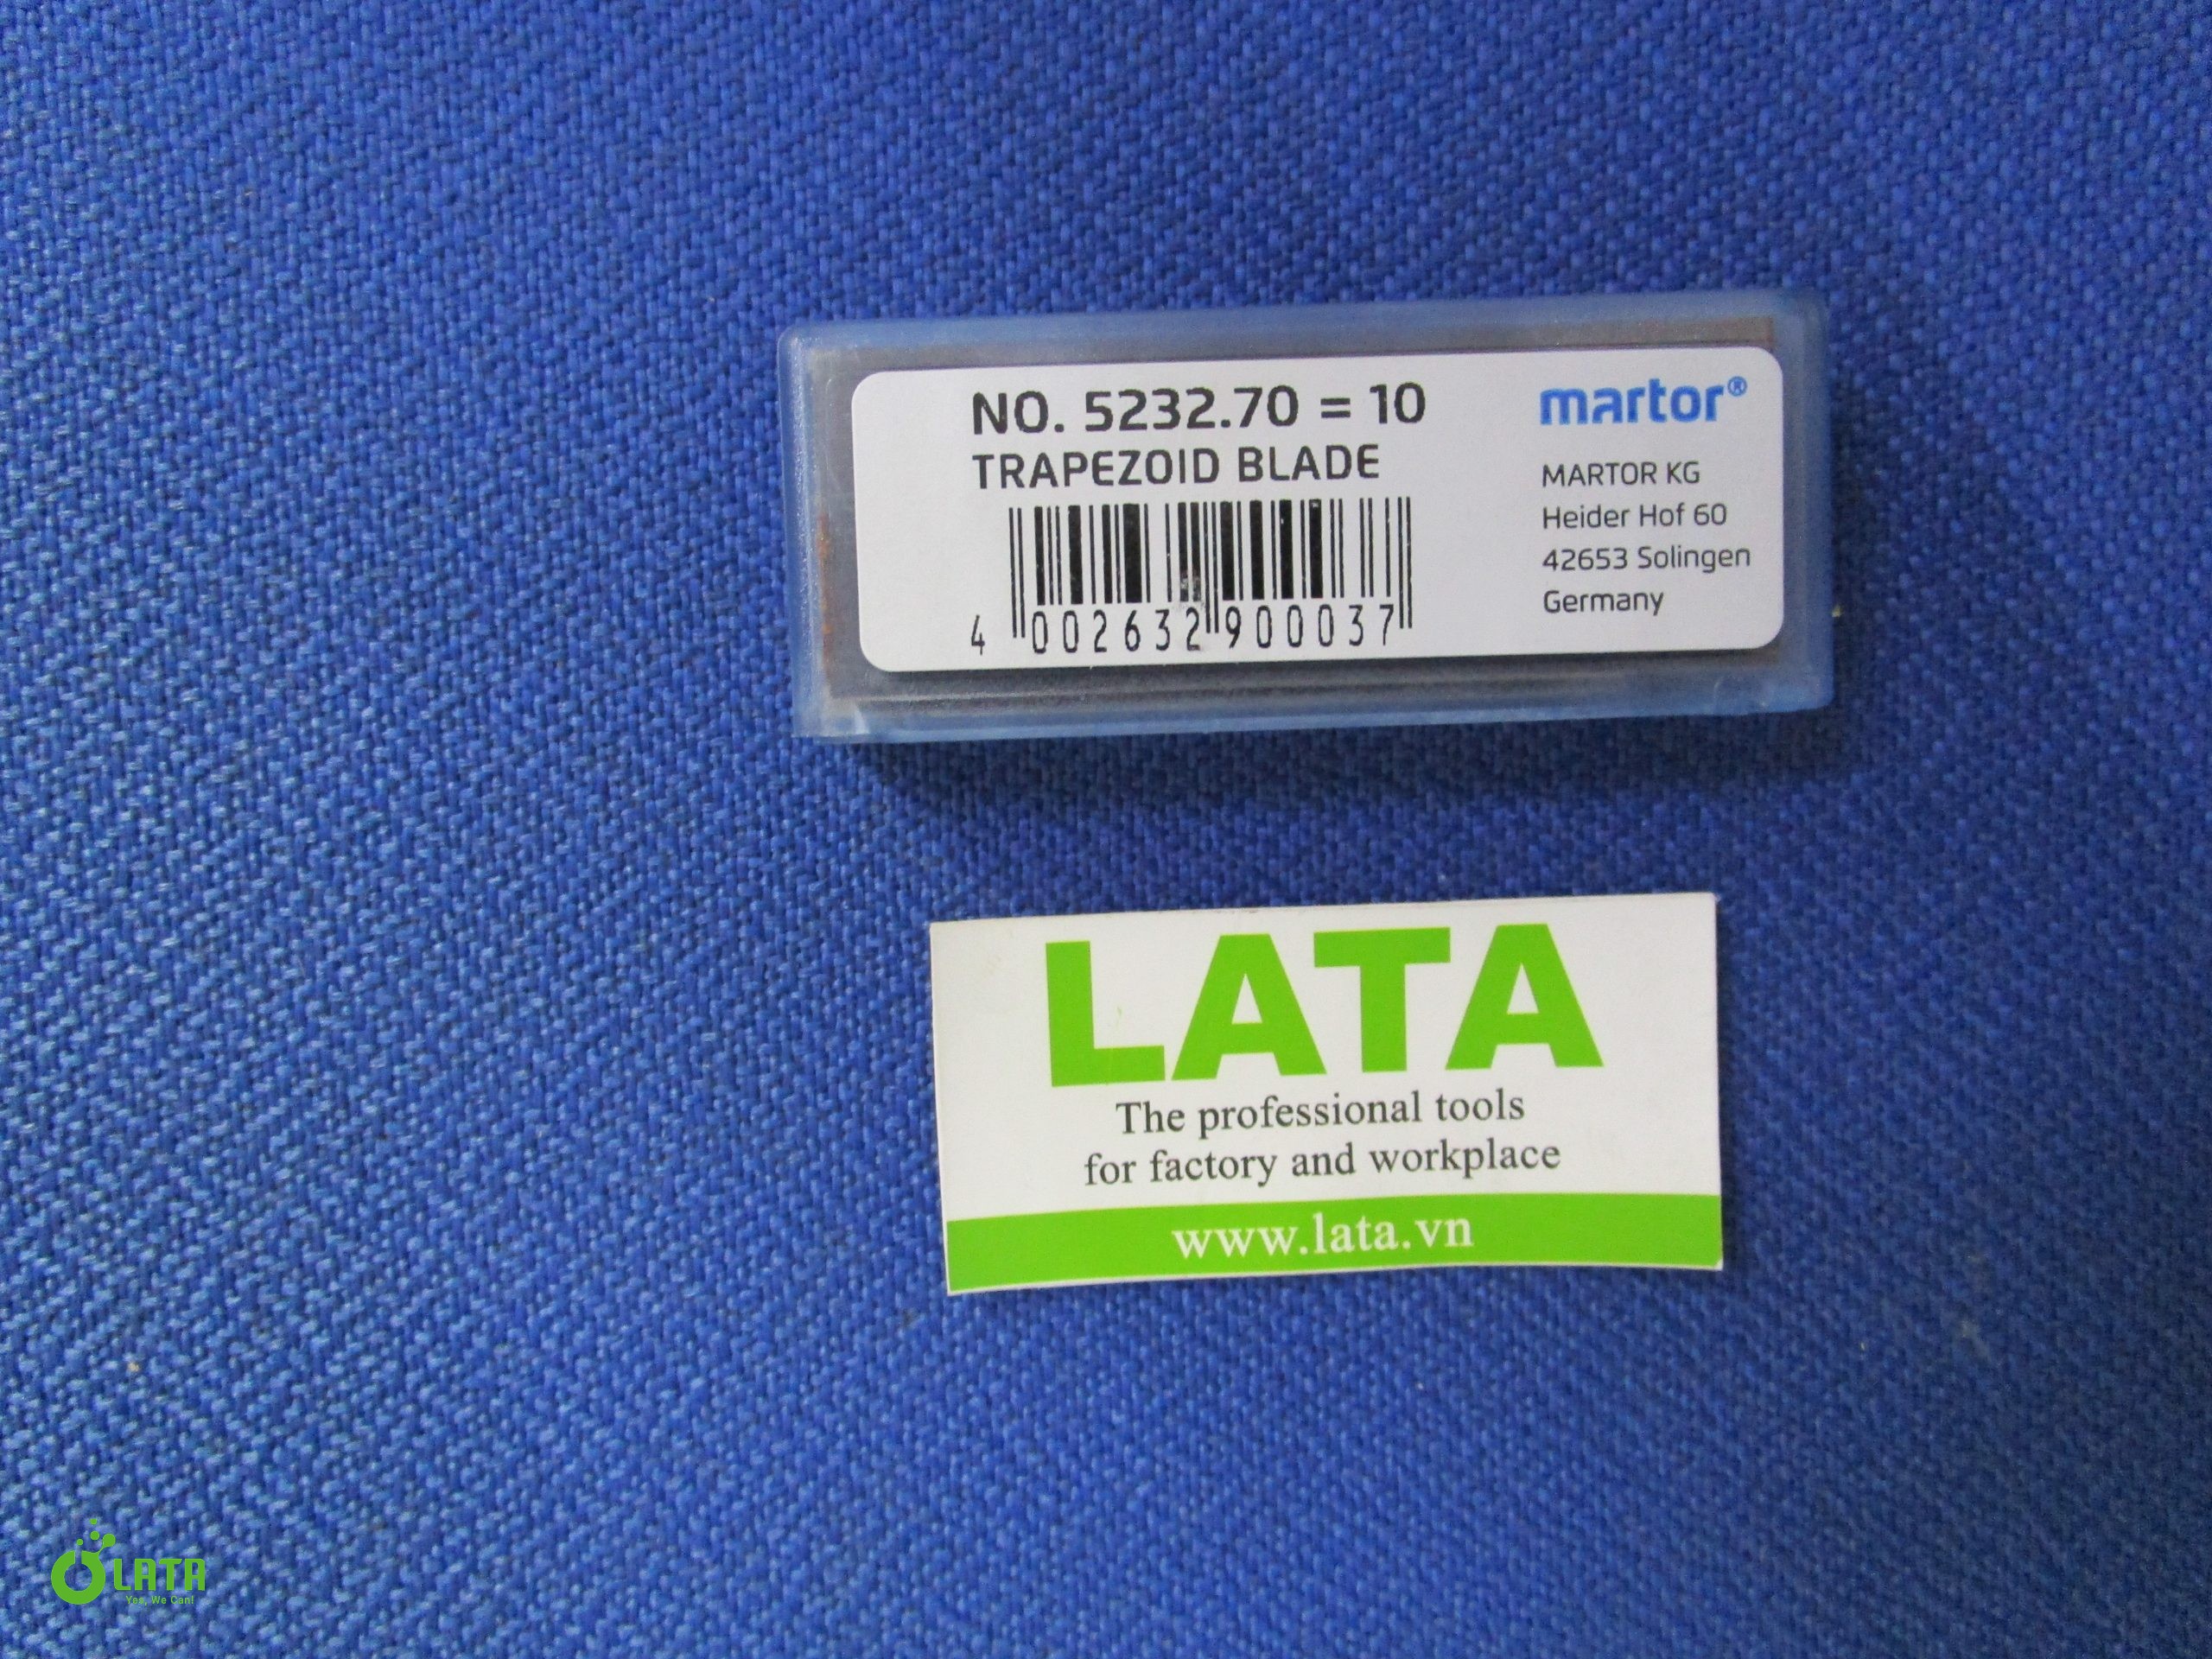 NO. 5232.70 = 10
TRAPEZOID BLADE
4 002632 900037
martor®
MARTOR KG
Heider Hof 60
42653 Solingen
Germany
LATA
The professional tools
for factory and workplace
www.lata.vn
LATA
Yes, We Can!